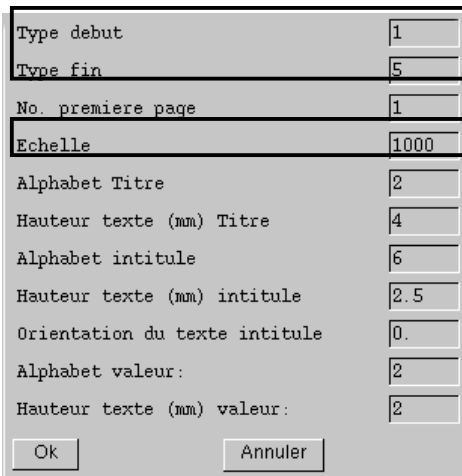 Type debut 1
Type fin 5
No. premiere page 1
Echelle 1000
Alphabet Titre 2
Hauteur texte (mm) Titre 4
Alphabet intitule 6
Hauteur texte (mm) intitule 2.5
Orientation du texte intitule 0.
Alphabet valeur: 2
Hauteur texte (mm) valeur: 2
Ok Annuler